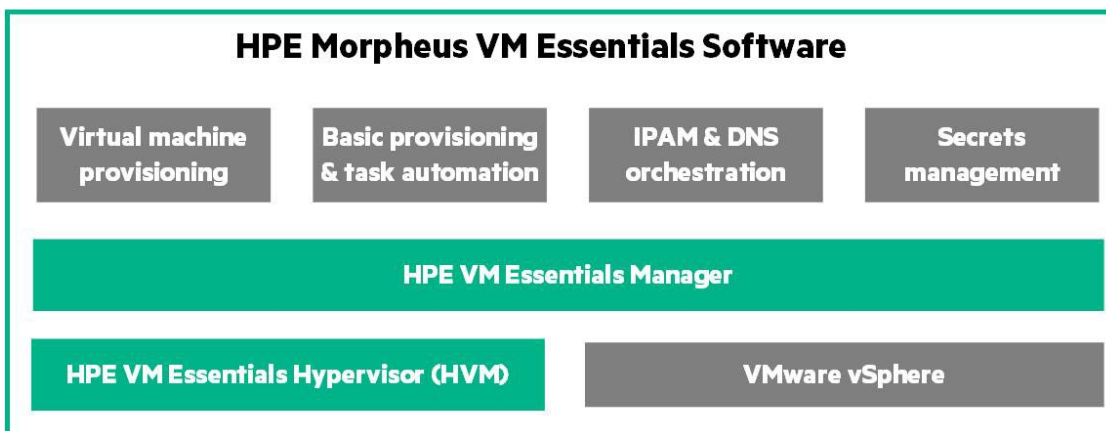 HPE Morpheus VM Essentials Software
Virtual machine
provisioning
Basic provisioning
& task automation
IPAM & DNS
orchestration
Secrets
management
HPE VM Essentials Manager
HPE VM Essentials Hypervisor (HVM)
VMware vSphere